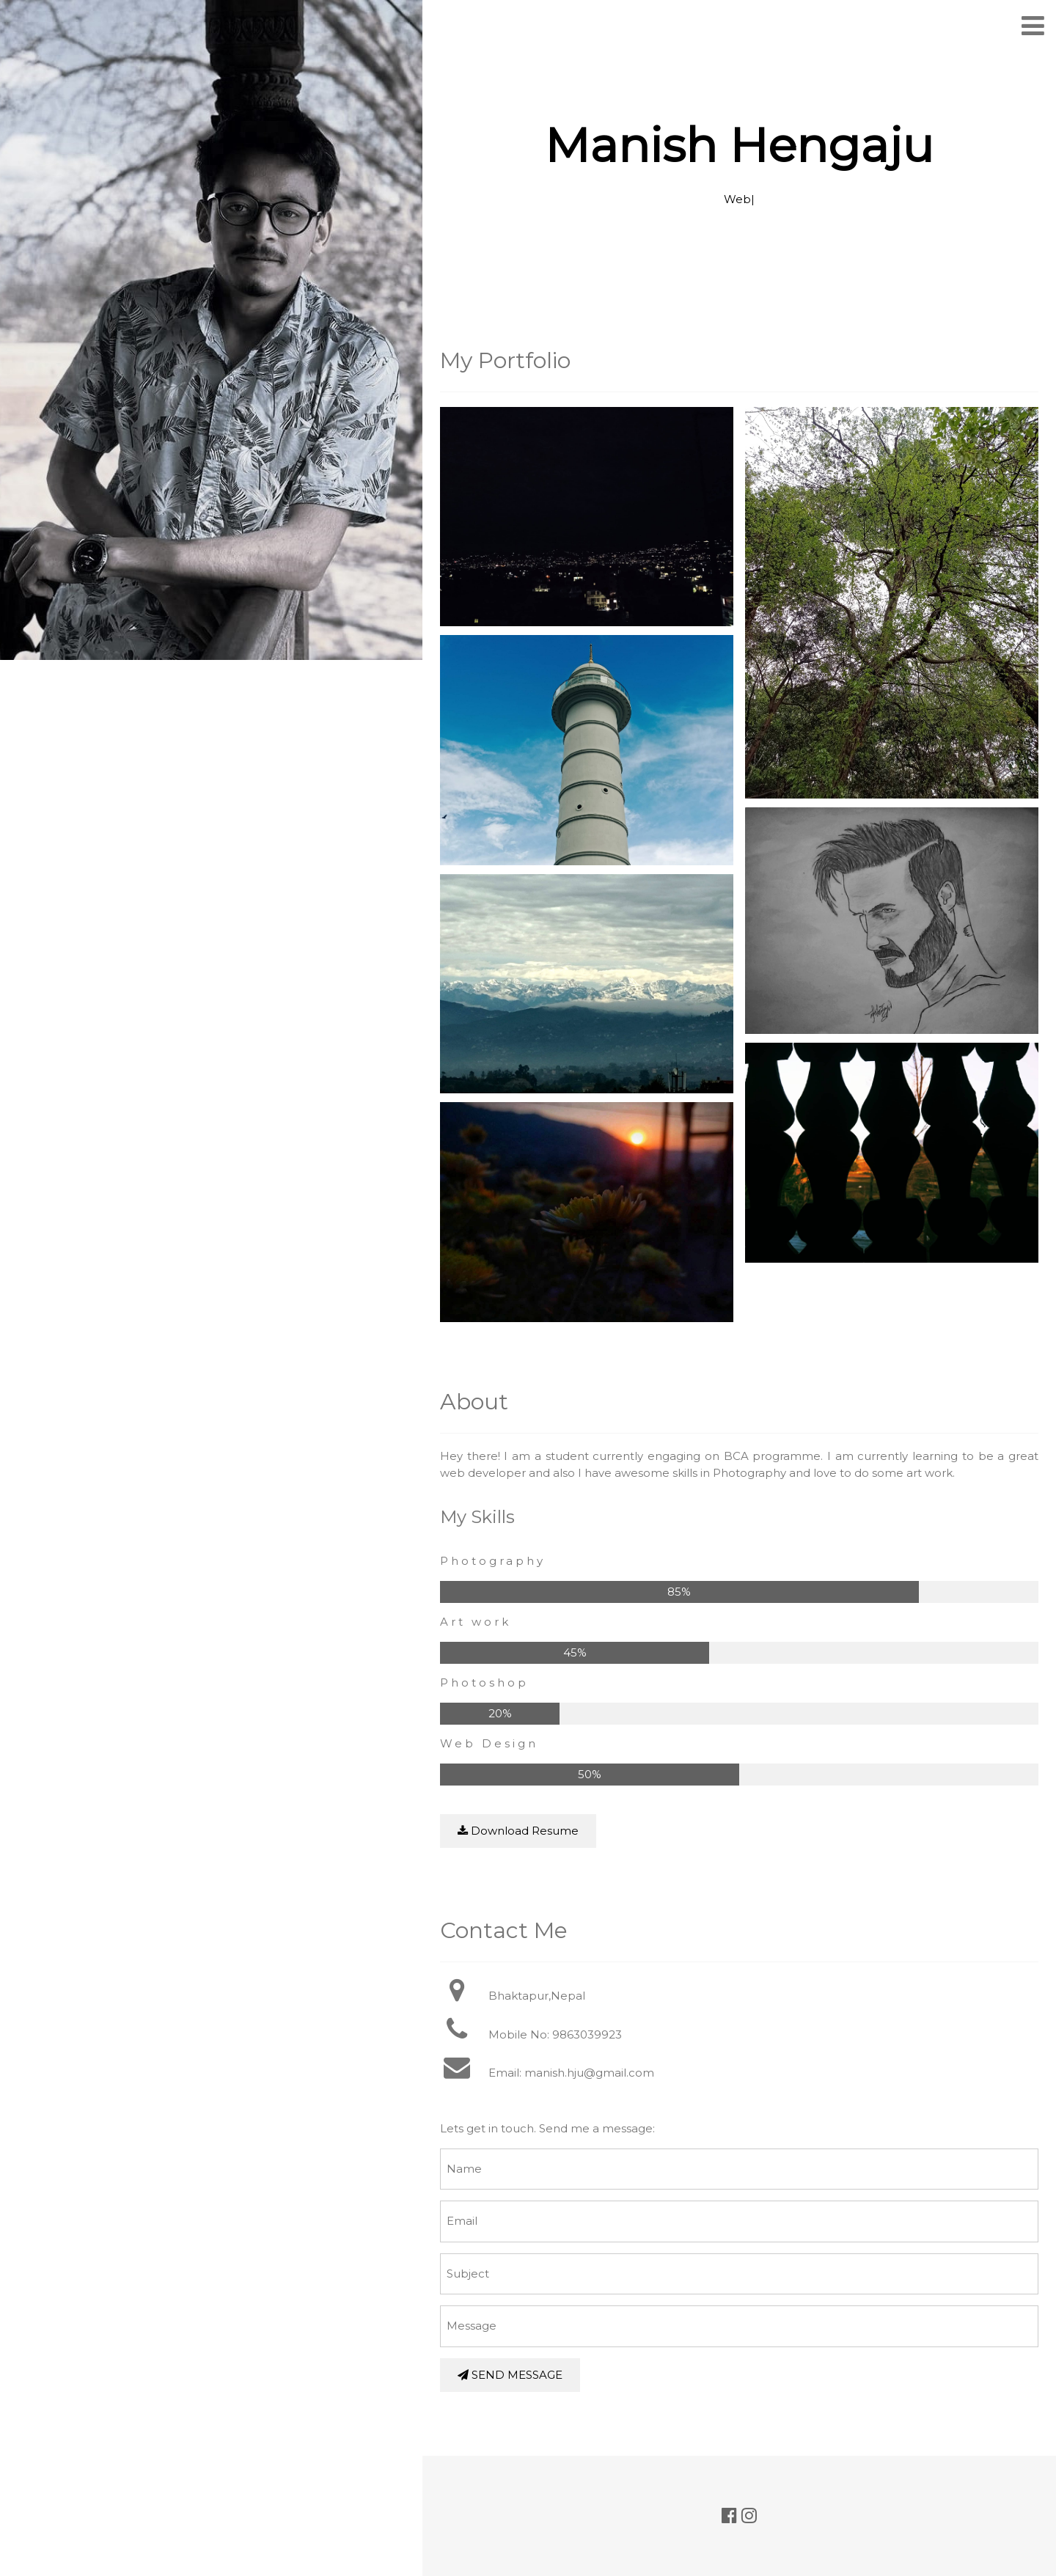 Manish Hengaju
Web|
My Portfolio
About
Hey there! I am a student currently engaging on BCA programme. I am currently learning to be a great
web developer and also I have awesome skills in Photography and love to do some art work.
My Skills
Photography
85%
Art work
45%
Photoshop
20%
Web Design
50%
Download Resume
Contact Me
Bhaktapur,Nepal
Mobile No: 9863039923
Email: manish.hju@gmail.com
Lets get in touch. Send me a message:
Name
Email
Subject
Message
SEND MESSAGE